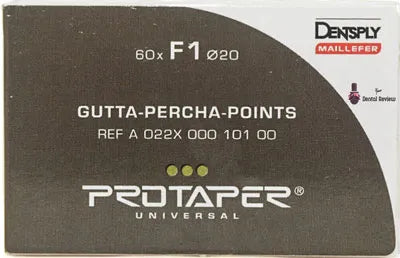 60x F1 Ø20
DENTSPLY
MAILLEFER
Dental Review
GUTTA-PERCHA-POINTS
REF A 022X 000 101 00
PROTAPER®
UNIVERSAL